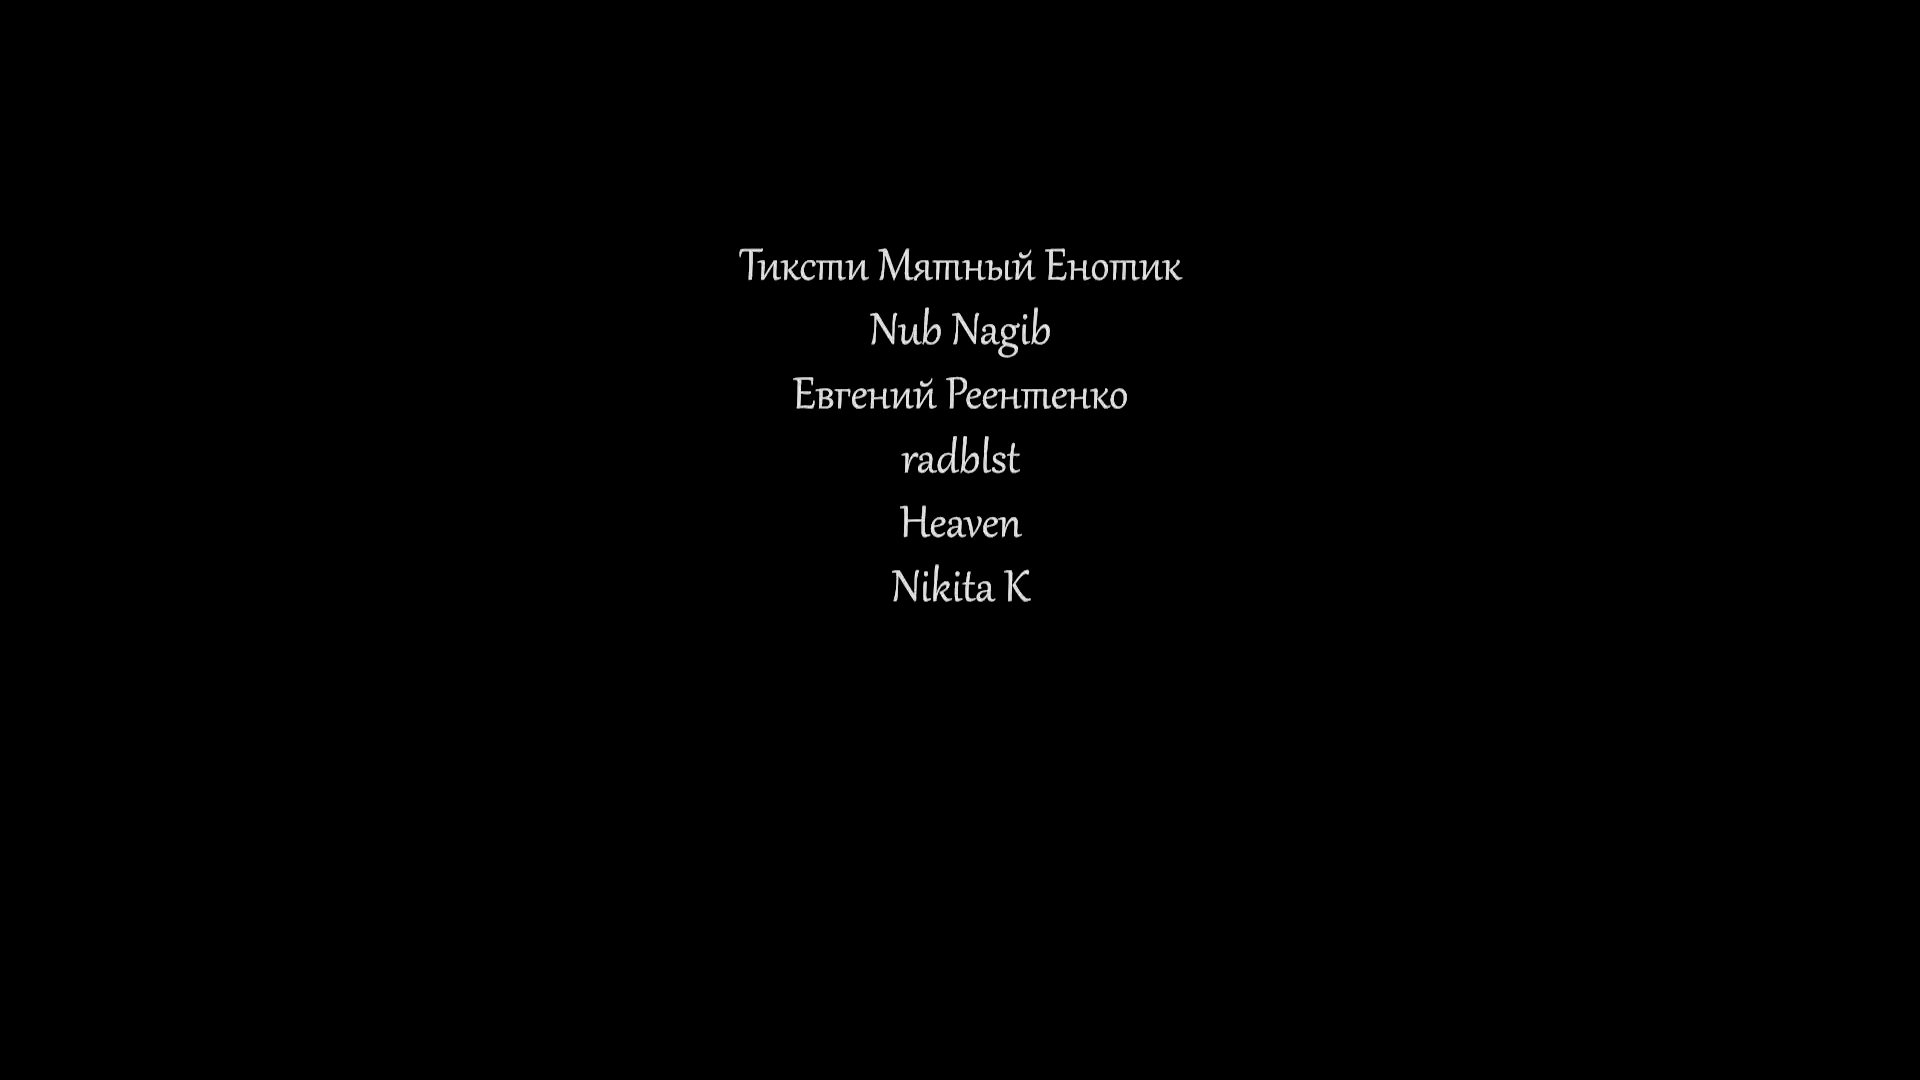 Тиксти Мятный Енотик
Nub Nagib
Евгений Реентенко
radblst
Heaven
Nikita K